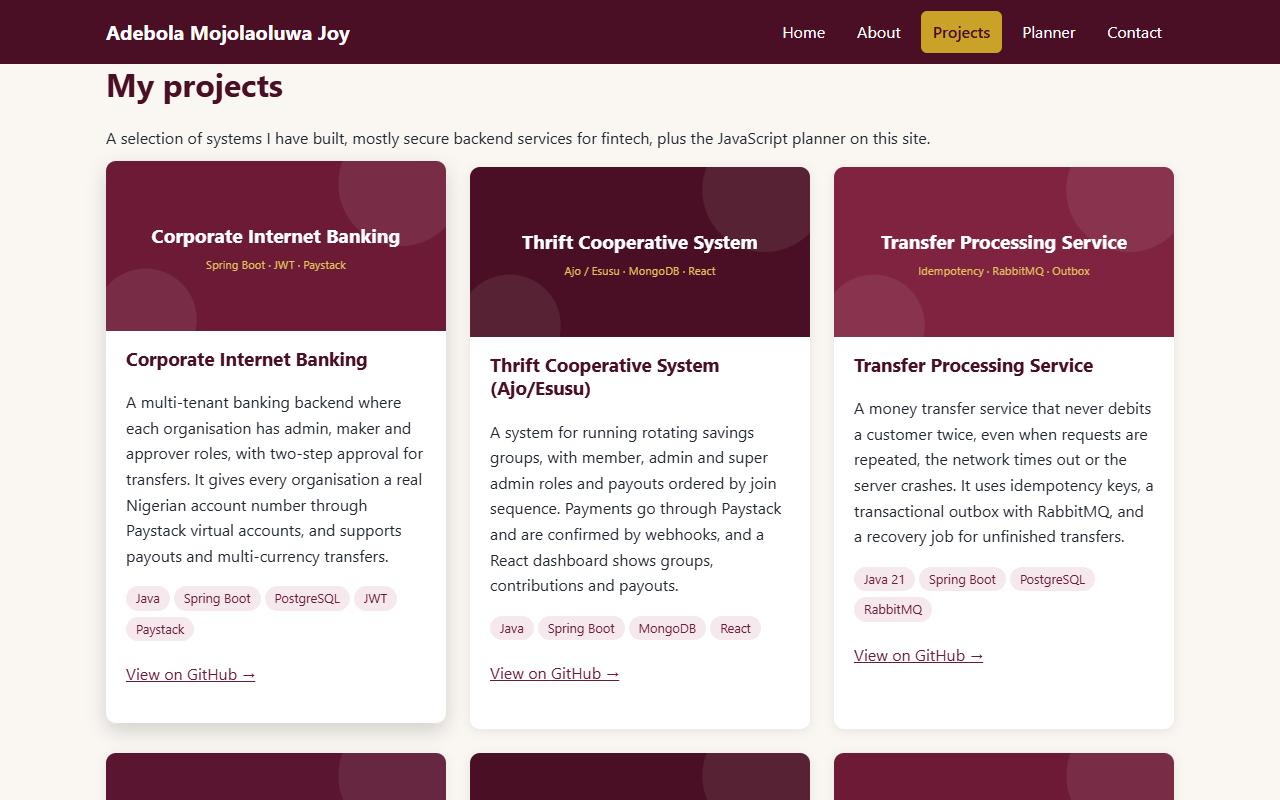 Adebola Mojolaoluwa Joy
Home
About
Projects
Planner
Contact
My projects
A selection of systems I have built, mostly secure backend services for fintech, plus the JavaScript planner on this site.
Corporate Internet Banking
Spring Boot · JWT · Paystack
Corporate Internet Banking
A multi-tenant banking backend where
each organisation has admin, maker and
approver roles, with two-step approval for
transfers. It gives every organisation a real
Nigerian account number through
Paystack virtual accounts, and supports
payouts and multi-currency transfers.
Java
Spring Boot
PostgreSQL
JWT
Paystack
View on GitHub →
Thrift Cooperative System
Ajo / Esusu · MongoDB · React
Thrift Cooperative System
(Ajo/Esusu)
A system for running rotating savings
groups, with member, admin and super
admin roles and payouts ordered by join
sequence. Payments go through Paystack
and are confirmed by webhooks, and a
React dashboard shows groups,
contributions and payouts.
Java
Spring Boot
MongoDB
React
View on GitHub →
Transfer Processing Service
Idempotency · RabbitMQ · Outbox
Transfer Processing Service
A money transfer service that never debits
a customer twice, even when requests are
repeated, the network times out or the
server crashes. It uses idempotency keys, a
transactional outbox with RabbitMQ, and
a recovery job for unfinished transfers.
Java 21
Spring Boot
PostgreSQL
RabbitMQ
View on GitHub →